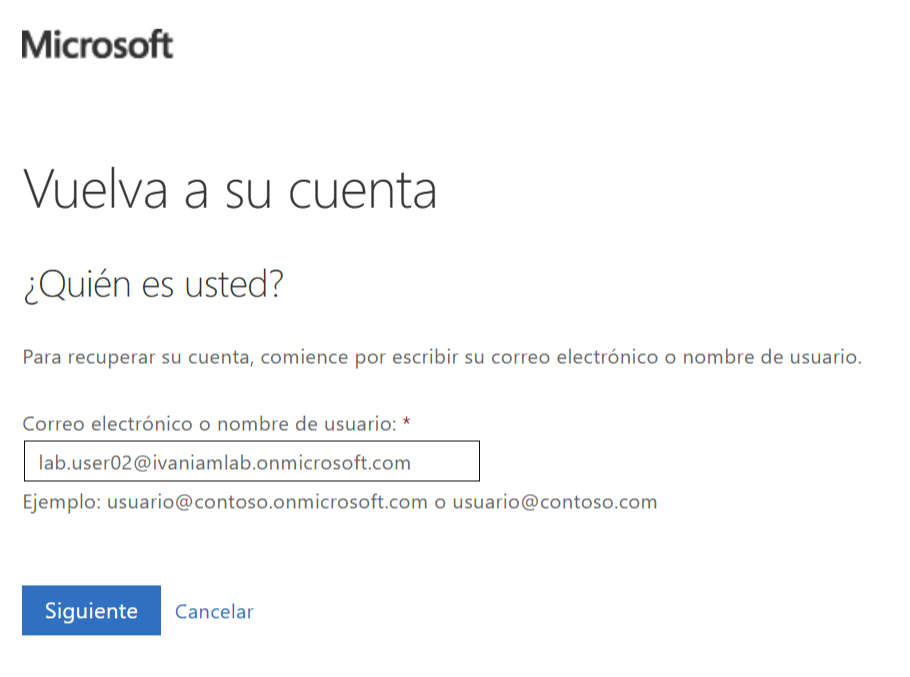 Microsoft
Vuelva a su cuenta
¿Quién es usted?
Para recuperar su cuenta, comience por escribir su correo electrónico o nombre de usuario.
Correo electrónico o nombre de usuario: *
lab.user02@ivaniamlab.onmicrosoft.com
Ejemplo: usuario@contoso.onmicrosoft.com o usuario@contoso.com
Siguiente Cancelar